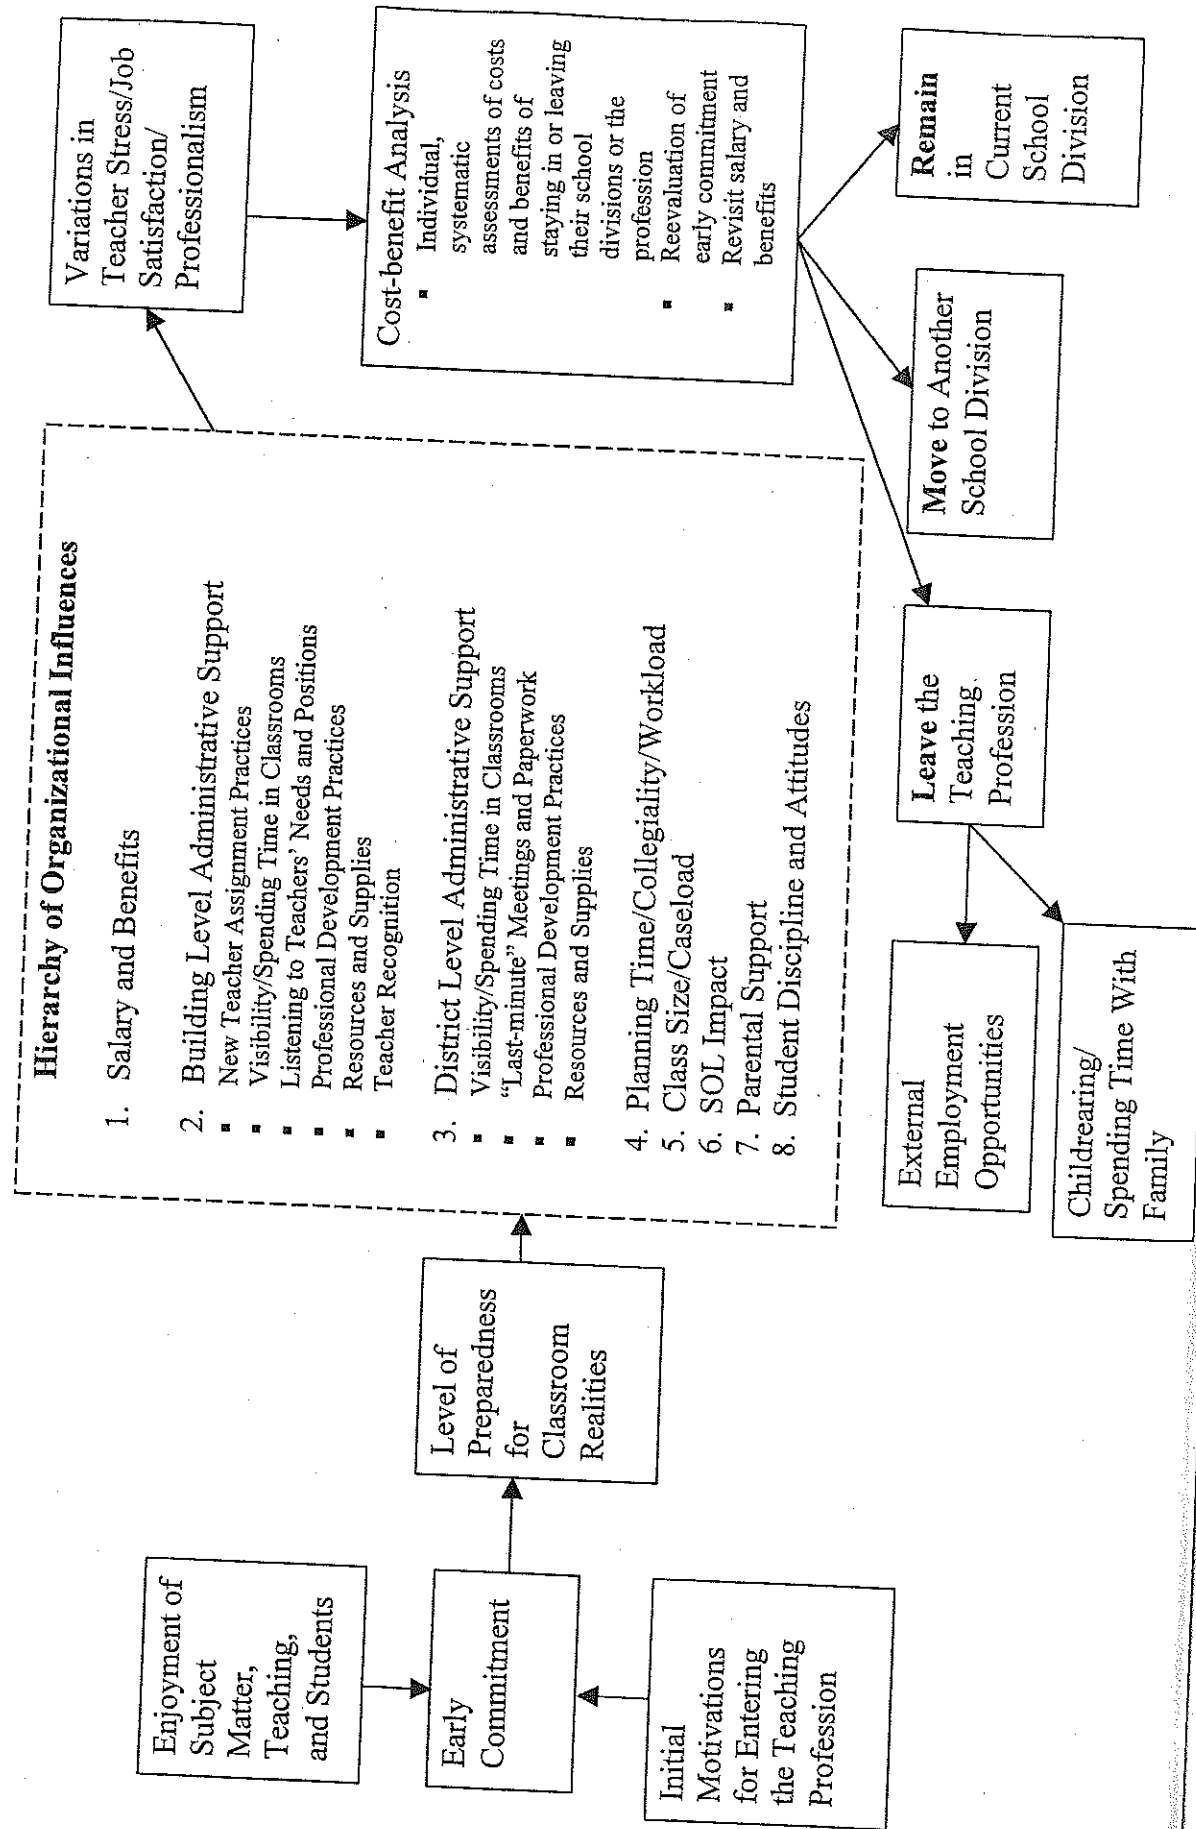 Enjoyment of
Subject
Matter,
Teaching,
and Students
Early
Commitment
Initial
Motivations
for Entering
the Teaching
Profession
Level of
Preparedness
for
Classroom
Realities
Hierarchy of Organizational Influences
1. Salary and Benefits
2. Building Level Administrative Support
▪ New Teacher Assignment Practices
▪ Visibility/Spending Time in Classrooms
▪ Listening to Teachers’ Needs and Positions
▪ Professional Development Practices
▪ Resources and Supplies
▪ Teacher Recognition
3. District Level Administrative Support
▪ Visibility/Spending Time in Classrooms
▪ “Last-minute” Meetings and Paperwork
▪ Professional Development Practices
▪ Resources and Supplies
4. Planning Time/Collegiality/Workload
5. Class Size/Caseload
6. SOL Impact
7. Parental Support
8. Student Discipline and Attitudes
Variations in
Teacher Stress/Job
Satisfaction/
Professionalism
Cost-benefit Analysis
▪ Individual,
systematic
assessments of costs
and benefits of
staying in or leaving
their school
divisions or the
profession
▪ Reevaluation of
early commitment
▪ Revisit salary and
benefits
Leave the
Teaching
Profession
Move to Another
School Division
Remain
in
Current
School
Division
External
Employment
Opportunities
Childrearing/
Spending Time With
Family